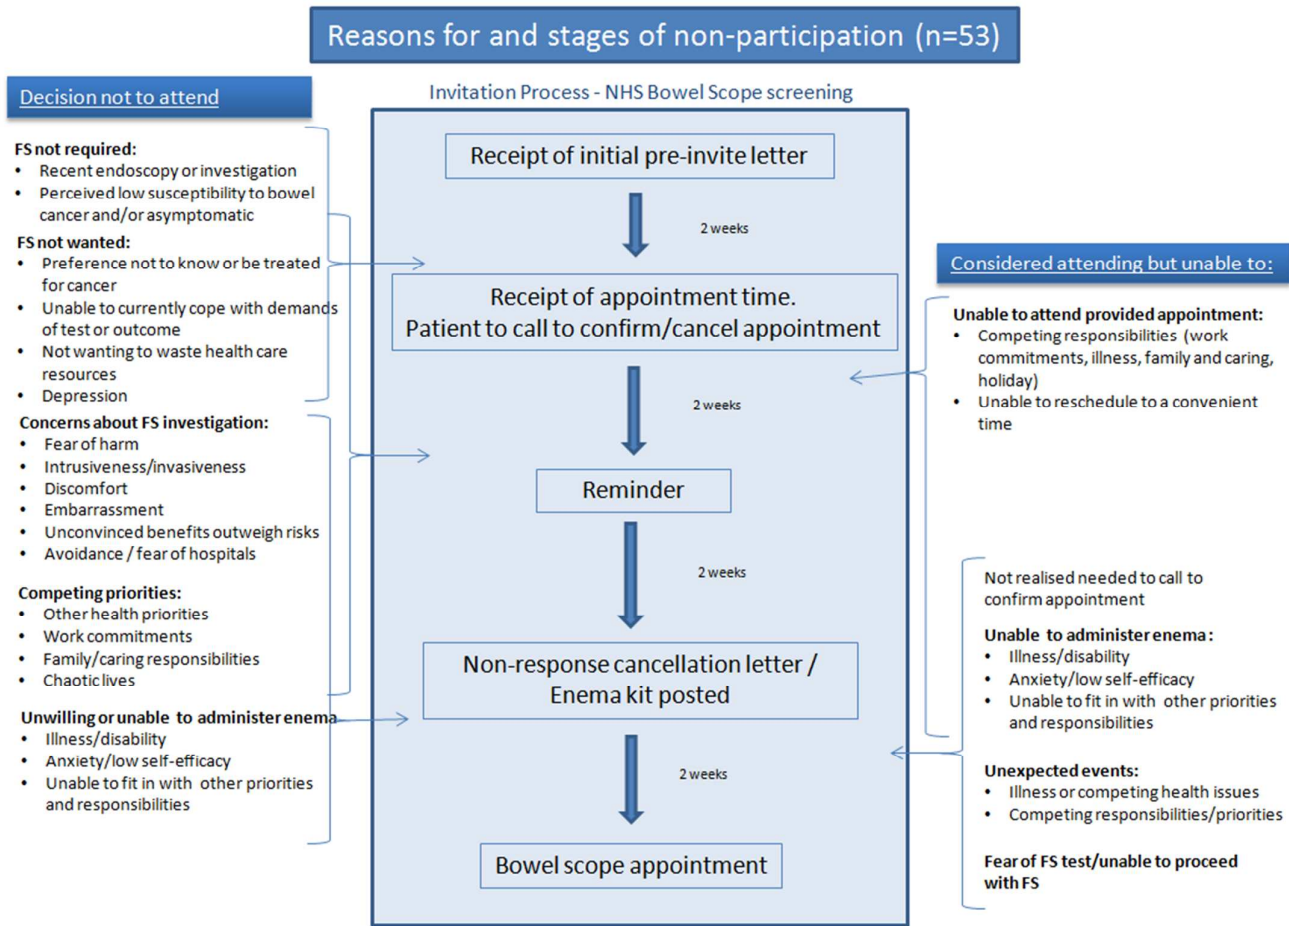 Reasons for and stages of non-participation (n=53)
Decision not to attend
FS not required:
• Recent endoscopy or investigation
• Perceived low susceptibility to bowel
cancer and/or asymptomatic
FS not wanted:
• Preference not to know or be treated
for cancer
• Unable to currently cope with demands
of test or outcome
• Not wanting to waste health care
resources
• Depression
Concerns about FS investigation:
• Fear of harm
• Intrusiveness/invasiveness
• Discomfort
• Embarrassment
• Unconvinced benefits outweigh risks
• Avoidance / fear of hospitals
Competing priorities:
• Other health priorities
• Work commitments
• Family/caring responsibilities
• Chaotic lives
Unwilling or unable to administer enema
• Illness/disability
• Anxiety/low self-efficacy
• Unable to fit in with other priorities
and responsibilities
Invitation Process - NHS Bowel Scope screening
Receipt of initial pre-invite letter
2 weeks
Receipt of appointment time.
Patient to call to confirm/cancel appointment
2 weeks
Reminder
2 weeks
Non-response cancellation letter /
Enema kit posted
2 weeks
Bowel scope appointment
Considered attending but unable to:
Unable to attend provided appointment:
• Competing responsibilities (work
commitments, illness, family and caring,
holiday)
• Unable to reschedule to a convenient
time
Not realised needed to call to
confirm appointment
Unable to administer enema :
• Illness/disability
• Anxiety/low self-efficacy
• Unable to fit in with other priorities
and responsibilities
Unexpected events:
• Illness or competing health issues
• Competing responsibilities/priorities
Fear of FS test/unable to proceed
with FS